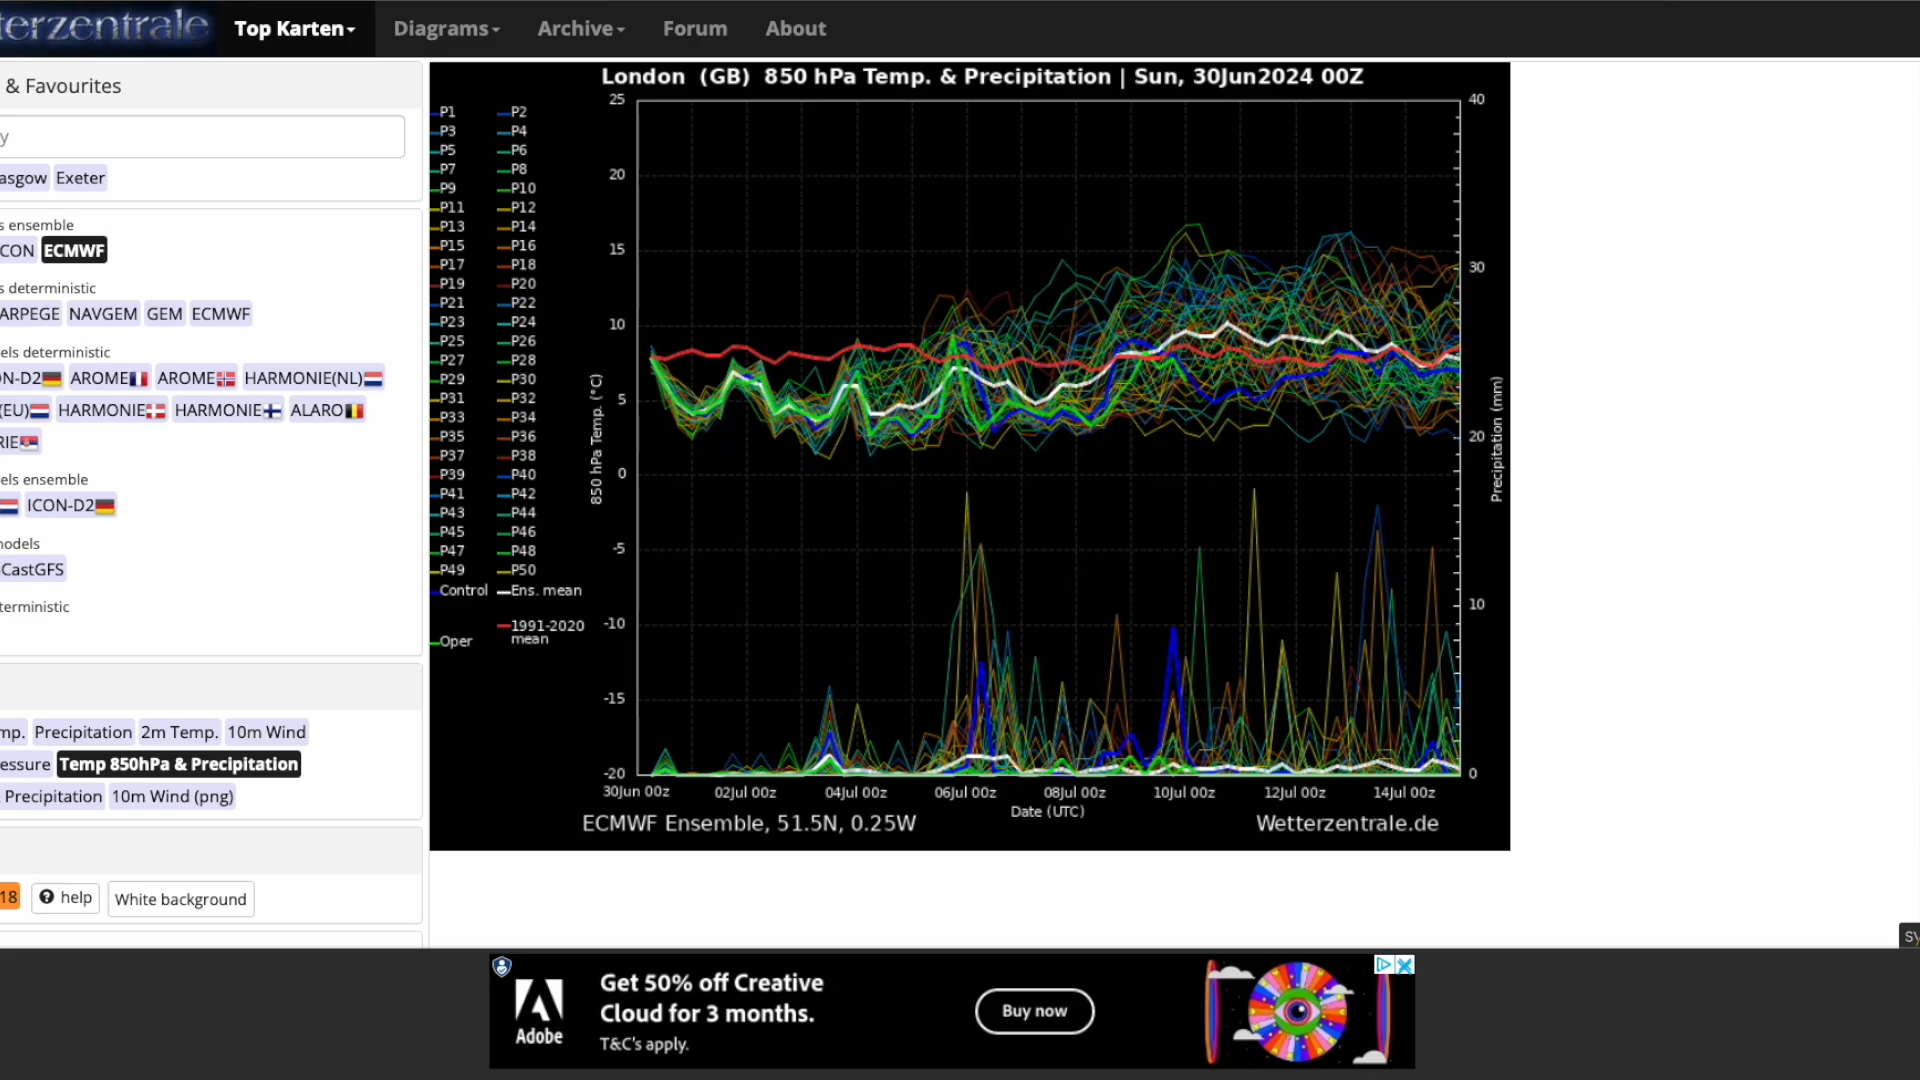 terzentrale
Top Karten
Diagrams
Archive
Forum
About
& Favourites
y
asgow Exeter
s ensemble
CON ECMWF
s deterministic
ARPEGE NAVGEM GEM ECMWF
els deterministic
N-D2 AROME AROME HARMONIE(NL)
(EU) HARMONIE HARMONIE ALARO
RIE
els ensemble
ICON-D2
nodels
CastGFS
terministic
mp. Precipitation 2m Temp. 10m Wind
essure Temp 850hPa & Precipitation
Precipitation 10m Wind (png)
18 help White background
London (GB) 850 hPa Temp. & Precipitation | Sun, 30Jun2024 00Z
P1 P2
P3 P4
P5 P6
P7 P8
P9 P10
P11 P12
P13 P14
P15 P16
P17 P18
P19 P20
P21 P22
P23 P24
P25 P26
P27 P28
P29 P30
P31 P32
P33 P34
P35 P36
P37 P38
P39 P40
P41 P42
P43 P44
P45 P46
P47 P48
P49 P50
Control Ens. mean
1991-2020
mean
Oper
25
20
15
10
5
0
-5
-10
-15
-20
850 hPa Temp. (°C)
40
30
20
10
0
Precipitation (mm)
30Jun 00z 02Jul 00z 04Jul 00z 06Jul 00z 08Jul 00z 10Jul 00z 12Jul 00z 14Jul 00z
Date (UTC)
ECMWF Ensemble, 51.5N, 0.25W
Wetterzentrale.de
sy
Adobe
Get 50% off Creative
Cloud for 3 months.
T&C's apply.
Buy now